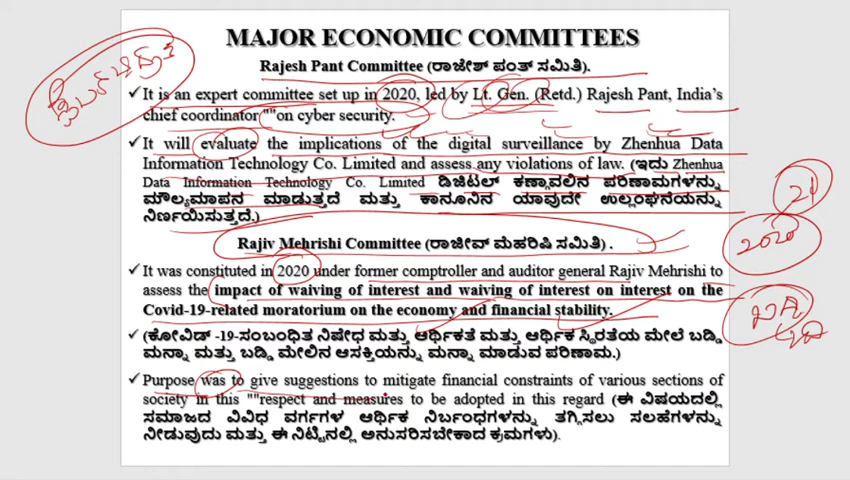 MAJOR ECONOMIC COMMITTEES
Rajesh Pant Committee (ರಾಜೇಶ್ ಪಂತ್ ಸಮಿತಿ).
✓ It is an expert committee set up in 2020, led by Lt. Gen. (Retd.) Rajesh Pant, India's
chief coordinator ""on cyber security.
✓ It will evaluate the implications of the digital surveillance by Zhenhua Data
Information Technology Co. Limited and assess any violations of law. (ಇದು Zhenhua
Data Information Technology Co. Limited ಡಿಜಿಟಲ್ ಕಣ್ಗಾವಲಿನ ಪರಿಣಾಮಗಳನ್ನು
ಮೌಲ್ಯಮಾಪನ ಮಾಡುತ್ತದೆ ಮತ್ತು ಕಾನೂನಿನ ಯಾವುದೇ ಉಲ್ಲಂಘನೆಯನ್ನು
ನಿರ್ಣಯಿಸುತ್ತದೆ.)
Rajiv Mehrishi Committee (ರಾಜೀವ್ ಮೆಹರಿಷಿ ಸಮಿತಿ) .
✓ It was constituted in 2020 under former comptroller and auditor general Rajiv Mehrishi to
assess the impact of waiving of interest and waiving of interest on interest on the
Covid-19-related moratorium on the economy and financial stability.
✓ (ಕೋವಿಡ್ -19-ಸಂಬಂಧಿತ ನಿಷೇಧ ಮತ್ತು ಆರ್ಥಿಕತೆ ಮತ್ತು ಆರ್ಥಿಕ ಸ್ಥಿರತೆಯ ಮೇಲೆ ಬಡ್ಡಿ
ಮನ್ನಾ ಮತ್ತು ಬಡ್ಡಿ ಮೇಲಿನ ಆಸಕ್ತಿಯನ್ನು ಮನ್ನಾ ಮಾಡುವ ಪರಿಣಾಮ.)
✓ Purpose was to give suggestions to mitigate financial constraints of various sections of
society in this ""respect and measures to be adopted in this regard (ಈ ವಿಷಯದಲ್ಲಿ
ಸಮಾಜದ ವಿವಿಧ ವರ್ಗಗಳ ಆರ್ಥಿಕ ನಿರ್ಬಂಧಗಳನ್ನು ತಗ್ಗಿಸಲು ಸಲಹೆಗಳನ್ನು
ನೀಡುವುದು ಮತ್ತು ಈ ನಿಟ್ಟಿನಲ್ಲಿ ಅನುಸರಿಸಬೇಕಾದ ಕ್ರಮಗಳು).
21
2020